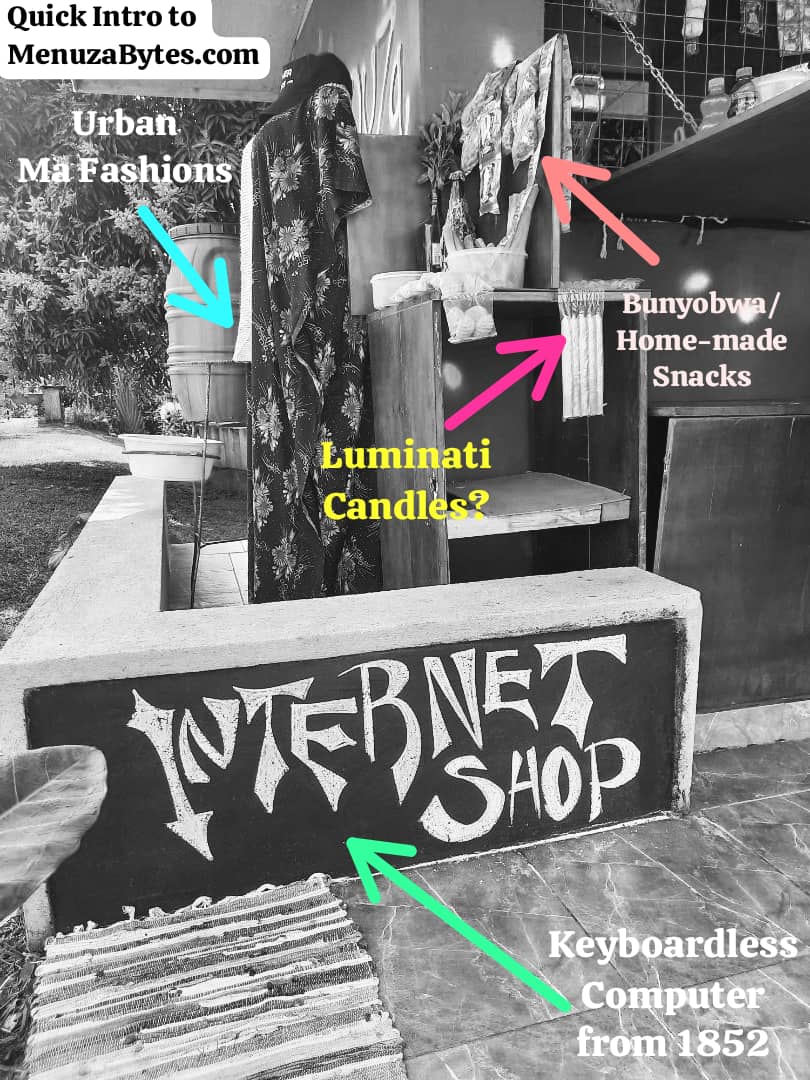 Quick Intro to
MenuzaBytes.com
Urban
Ma Fashions
Bunyobwa/
Home-made
Snacks
Luminati
Candles?
INTERNET
SHOP
Keyboardless
Computer
from 1852